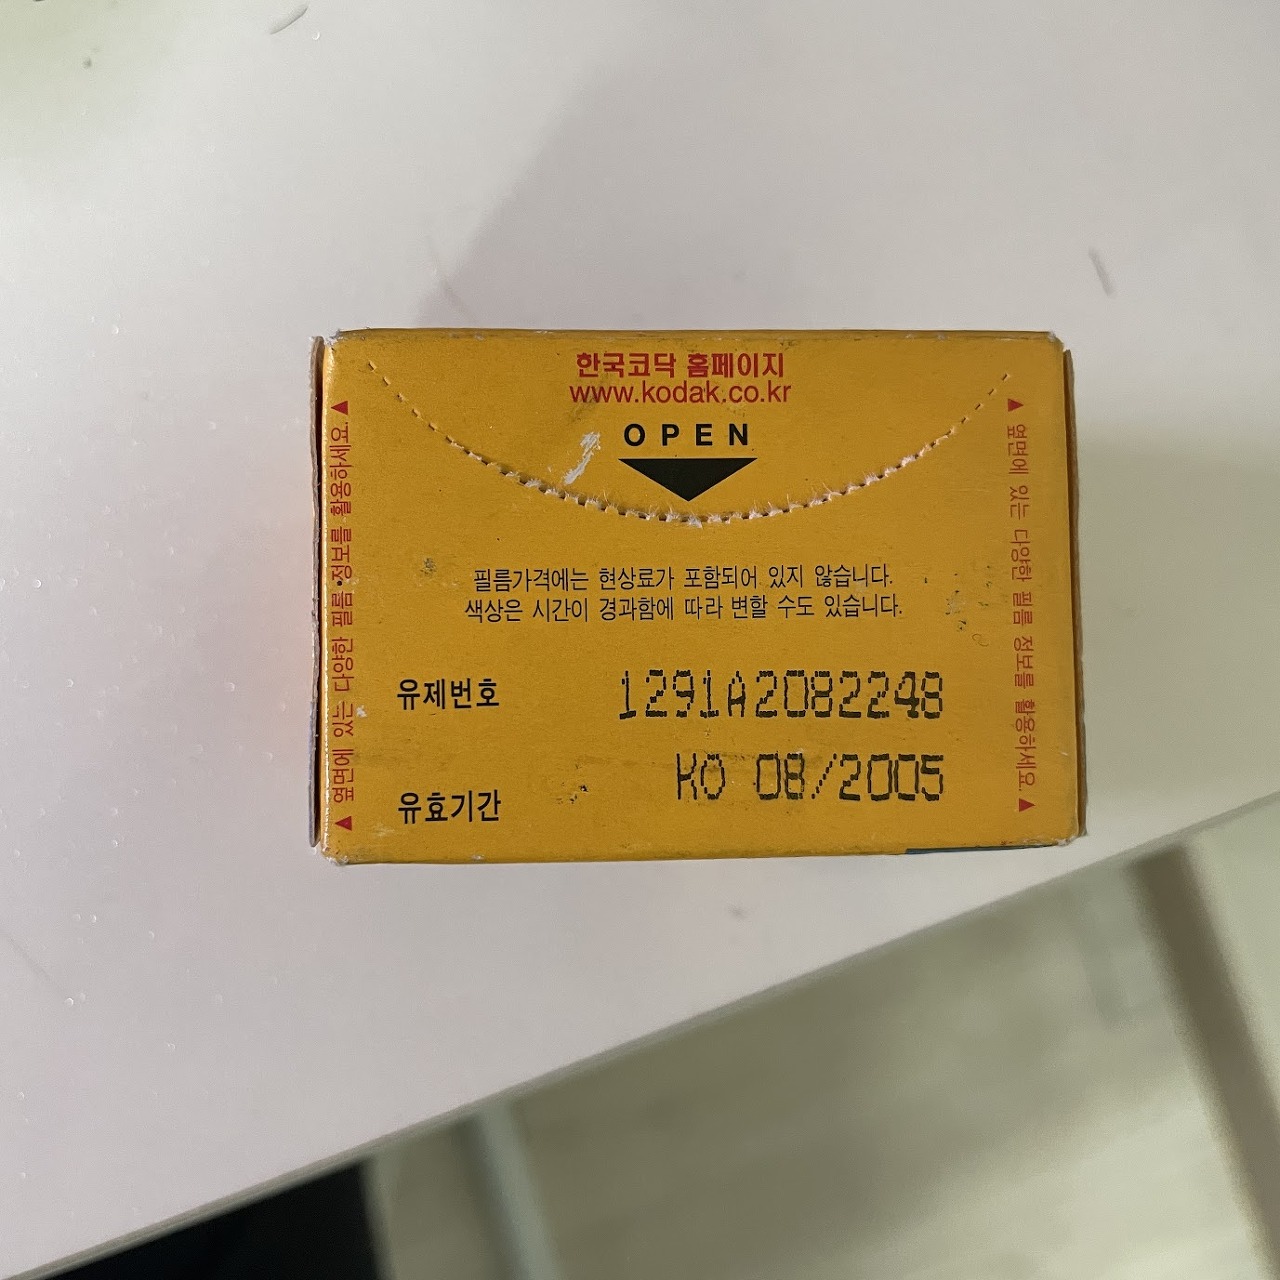 한국코닥 홈페이지
www.kodak.co.kr
OPEN
▲ 옆면에 있는 다양한 필름 정보를 활용하세요. ▲
▲ 옆면에 있는 다양한 필름 정보를 활용하세요. ▲
필름가격에는 현상료가 포함되어 있지 않습니다.
색상은 시간이 경과함에 따라 변할 수도 있습니다.
유제번호 1291A2082248
유효기간 KO 08/2005